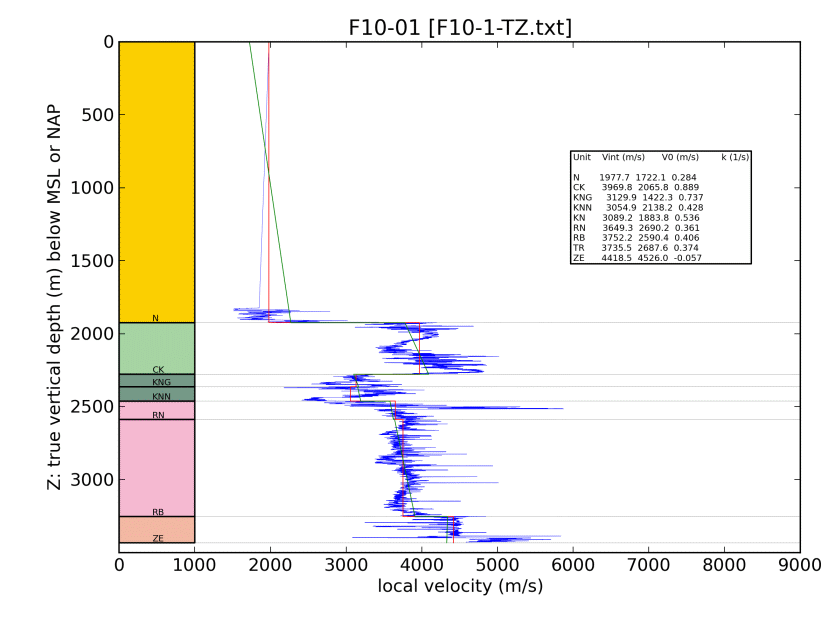 F10-01 [F10-1-TZ.txt]
0
500
1000
1500
2000
2500
3000
Z: true vertical depth (m) below MSL or NAP
N
CK
KNG
KNN
RN
RB
ZE
Unit Vint (m/s) V0 (m/s) k (1/s)
N 1977.7 1722.1 0.284
CK 3969.8 2065.8 0.889
KNG 3129.9 1422.3 0.737
KNN 3054.9 2138.2 0.428
KN 3089.2 1883.8 0.536
RN 3649.3 2690.2 0.361
RB 3752.2 2590.4 0.406
TR 3735.5 2687.6 0.374
ZE 4418.5 4526.0 -0.057
0 1000 2000 3000 4000 5000 6000 7000 8000 9000
local velocity (m/s)